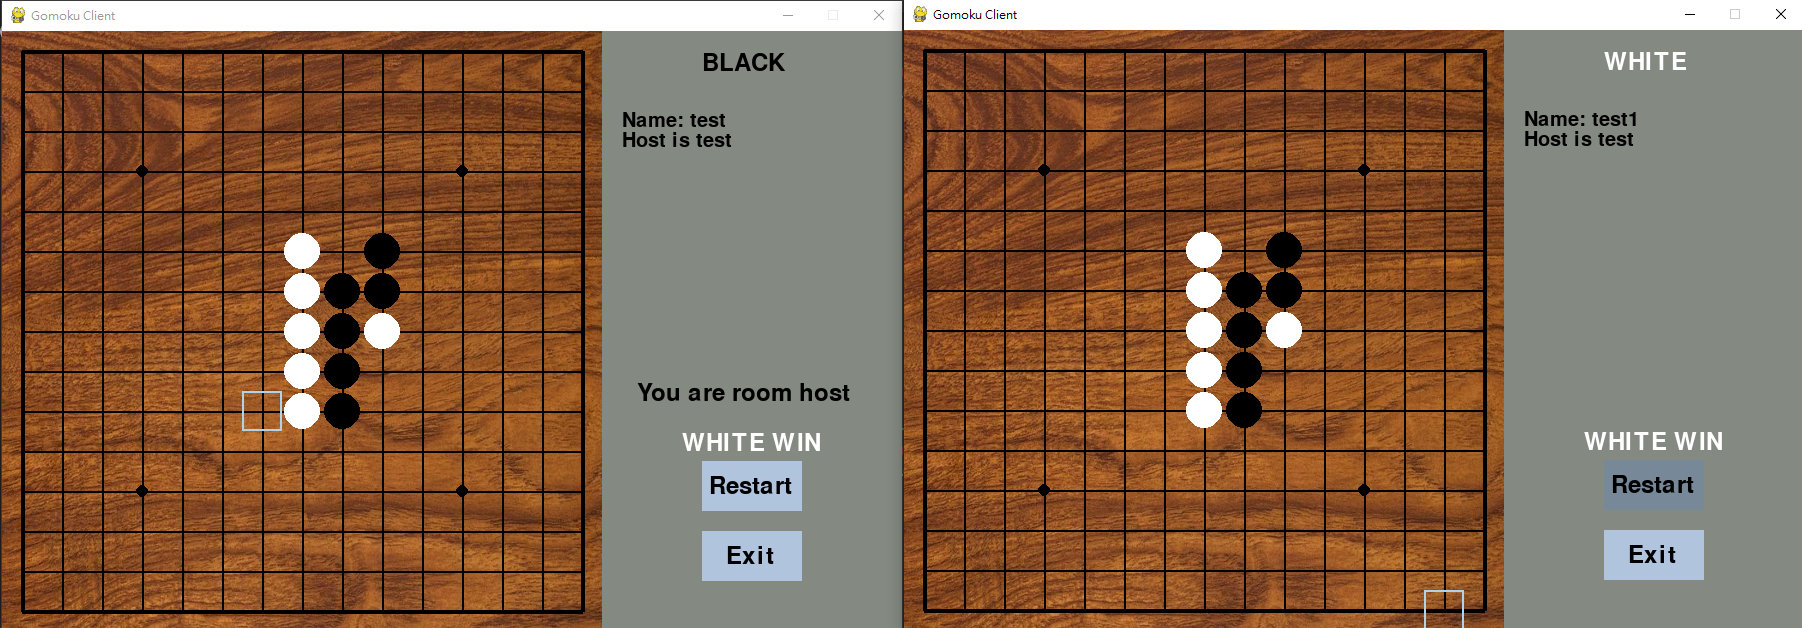 Gomoku Client
BLACK
Name: test
Host is test
You are room host
WHITE WIN
Restart
Exit
Gomoku Client
WHITE
Name: test1
Host is test
WHITE WIN
Restart
Exit